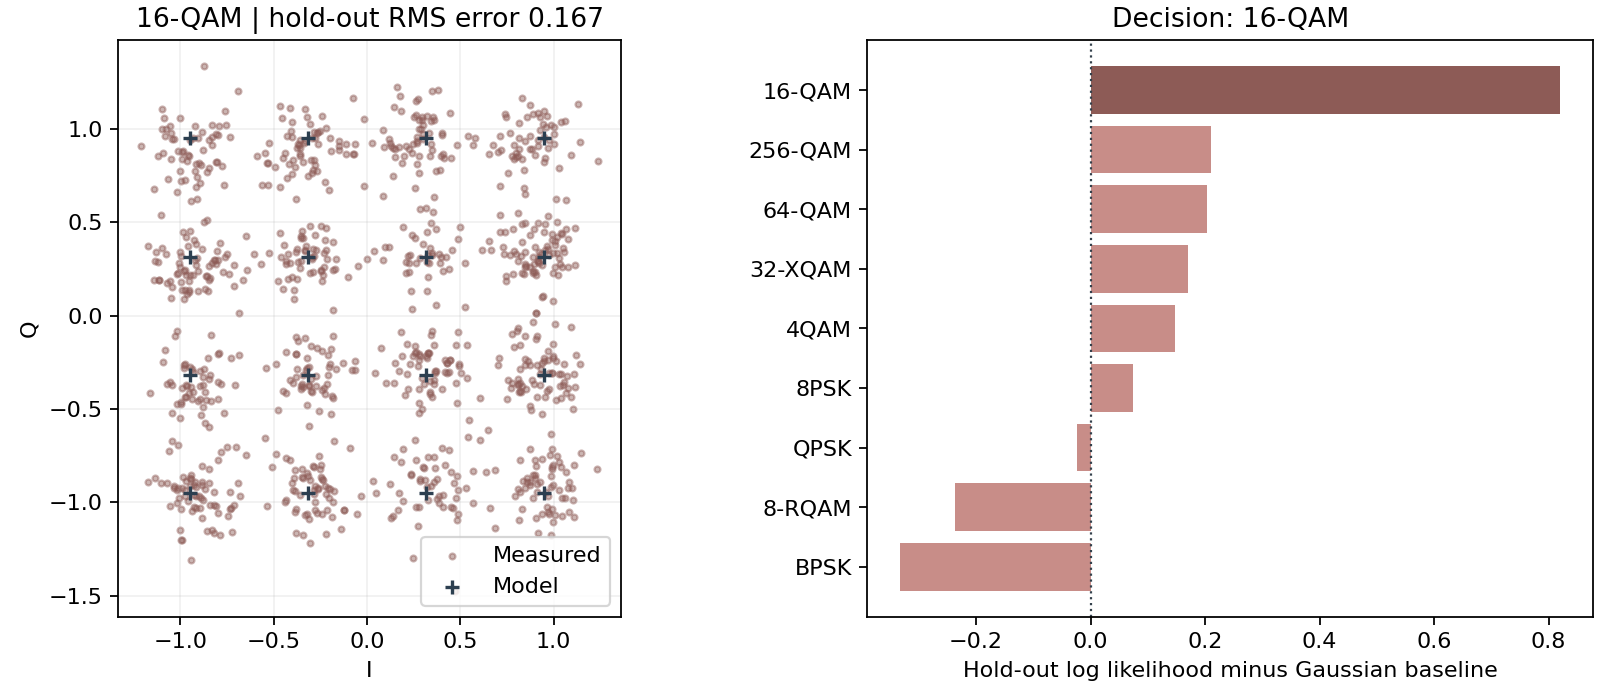 16-QAM | hold-out RMS error 0.167
1.0
0.5
0.0
−0.5
−1.0
−1.5
Q
−1.0
−0.5
0.0
0.5
1.0
I
Measured
Model
Decision: 16-QAM
16-QAM
256-QAM
64-QAM
32-XQAM
4QAM
8PSK
QPSK
8-RQAM
BPSK
−0.2
0.0
0.2
0.4
0.6
0.8
Hold-out log likelihood minus Gaussian baseline